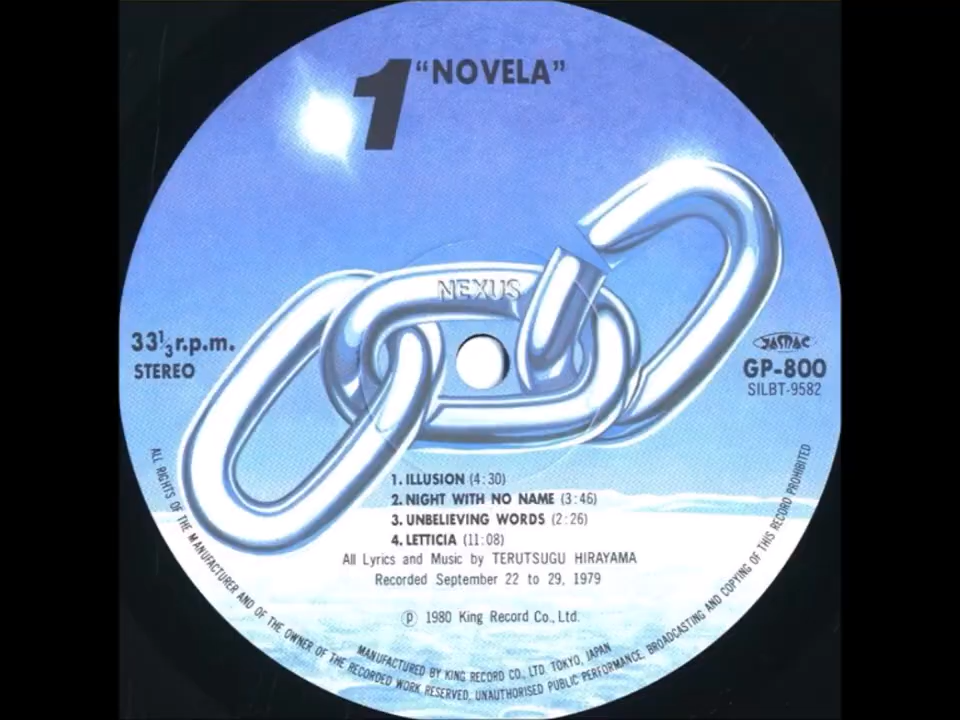 1 "NOVELA"
NEXUS
33 1/3 r.p.m.
STEREO
JASRAC
GP-800
SILBT-9582
1. ILLUSION (4:30)
2. NIGHT WITH NO NAME (3:46)
3. UNBELIEVING WORDS (2:26)
4. LETTICIA (11:08)
All Lyrics and Music by TERUTSUGU HIRAYAMA
Recorded September 22 to 29, 1979
Ⓟ 1980 King Record Co., Ltd.
MANUFACTURED BY KING RECORD CO., LTD. TOKYO, JAPAN
ALL RIGHTS OF THE MANUFACTURER AND OF THE OWNER OF THE RECORDED WORK RESERVED. UNAUTHORISED PUBLIC PERFORMANCE, BROADCASTING AND COPYING OF THIS RECORD PROHIBITED